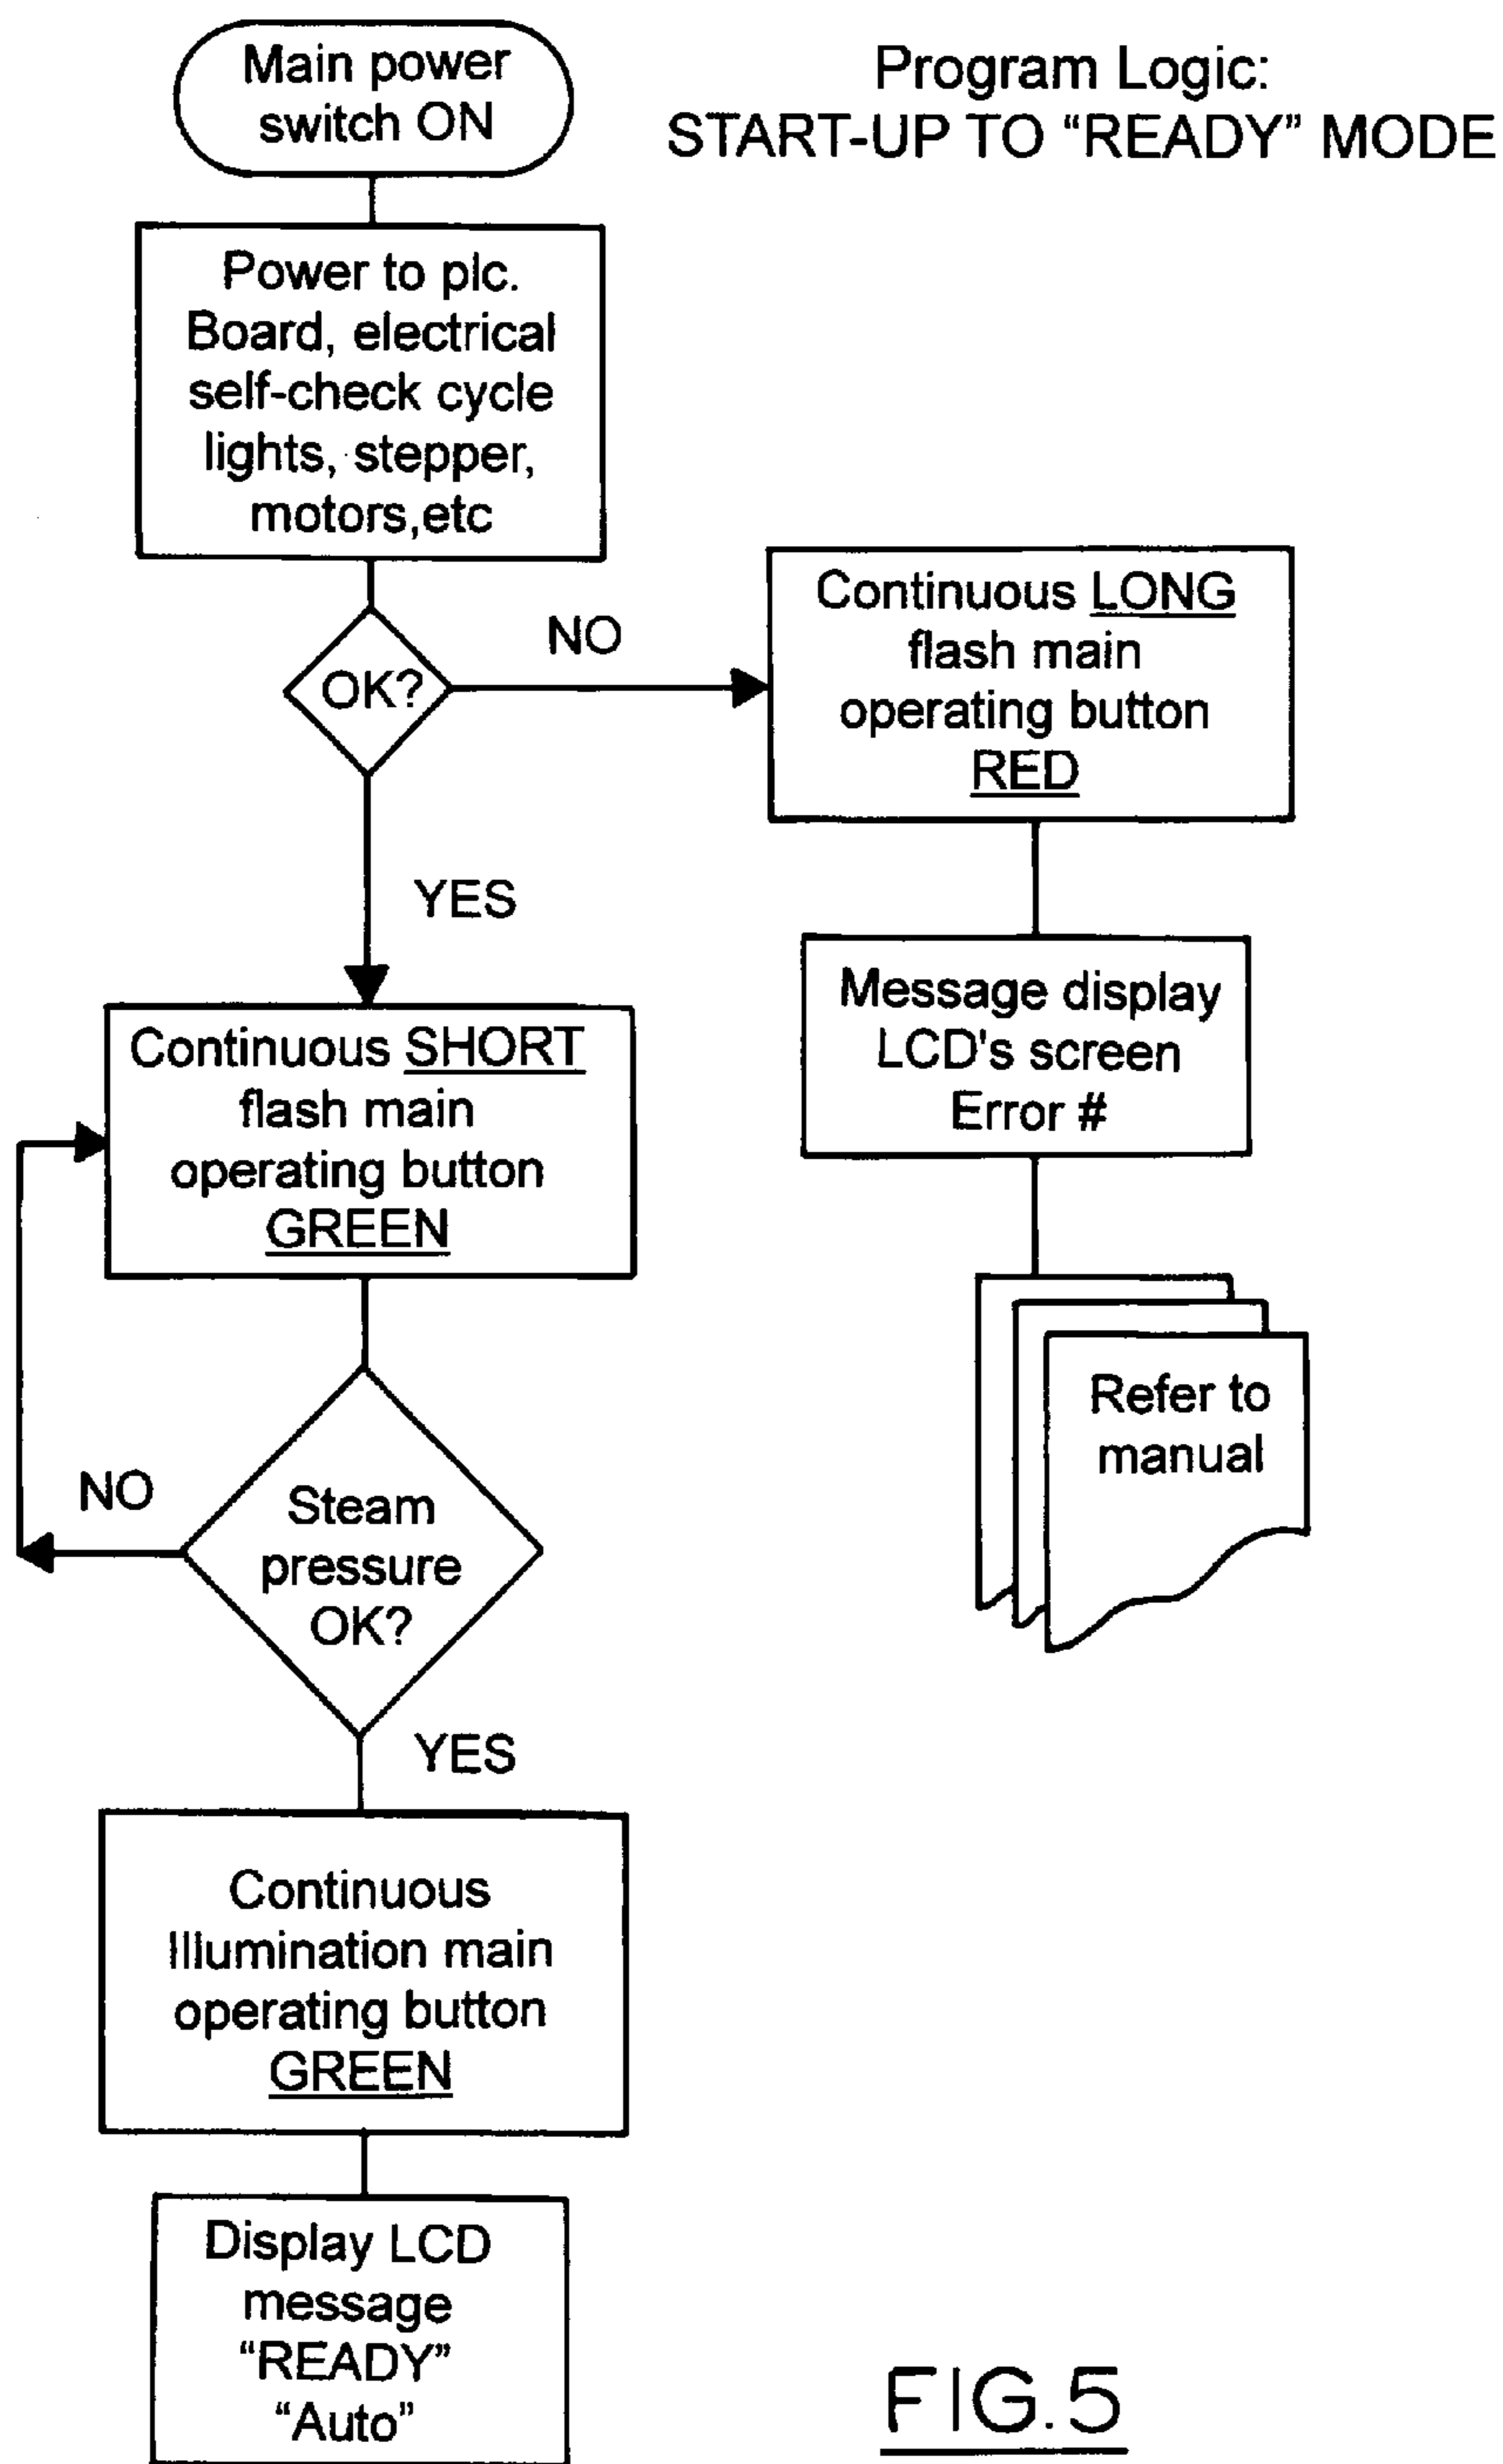 Main power
switch ON
Program Logic:
START-UP TO “READY” MODE
Power to plc.
Board, electrical
self-check cycle
lights, stepper,
motors,etc
OK?
NO
Continuous LONG
flash main
operating button
RED
YES
Message display
LCD's screen
Error #
Continuous SHORT
flash main
operating button
GREEN
Refer to
manual
NO
Steam
pressure
OK?
YES
Continuous
Illumination main
operating button
GREEN
Display LCD
message
“READY”
“Auto”
FIG.5